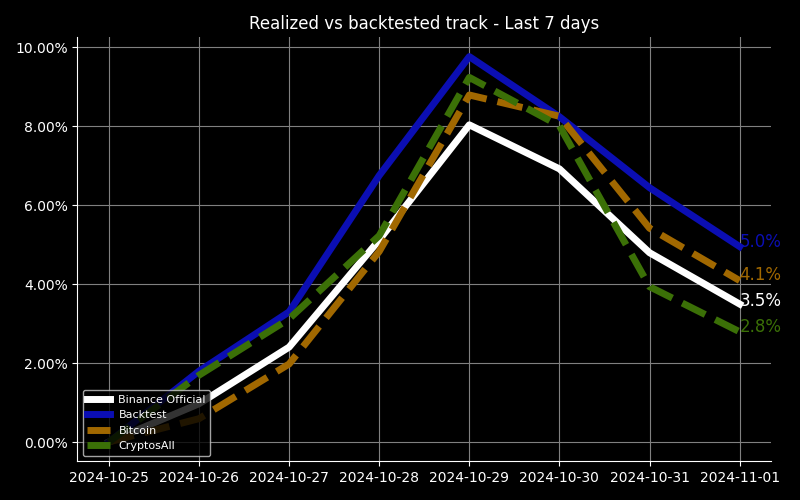 Realized vs backtested track - Last 7 days
10.00%
8.00%
6.00%
4.00%
2.00%
0.00%
5.0%
4.1%
3.5%
2.8%
Binance Official
Backtest
Bitcoin
CryptosAll
2024-10-25 2024-10-26 2024-10-27 2024-10-28 2024-10-29 2024-10-30 2024-10-31 2024-11-01